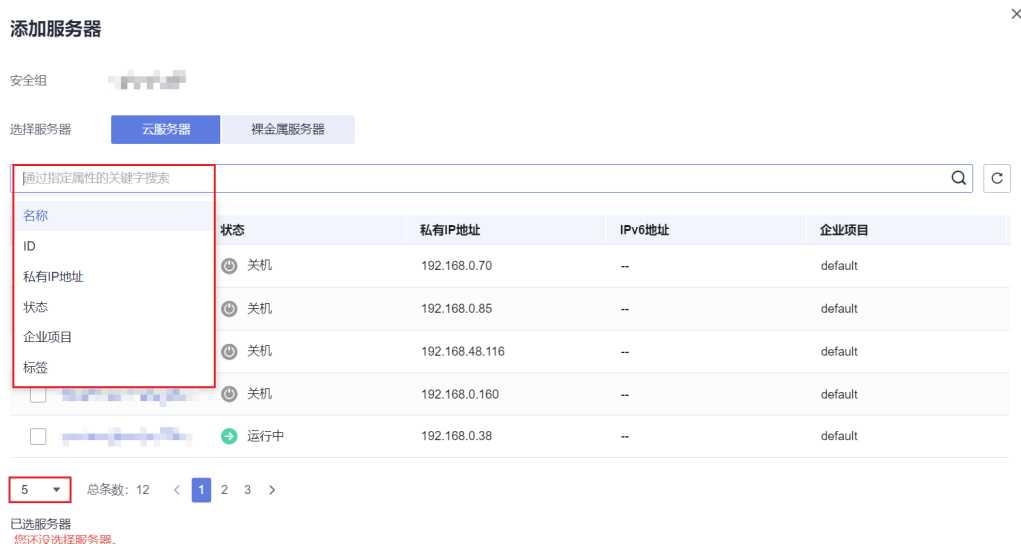 添加服务器
安全组
选择服务器 云服务器 裸金属服务器
通过指定属性的关键字搜索
名称
ID
私有IP地址
状态
企业项目
标签
状态 私有IP地址 IPv6地址 企业项目
关机 192.168.0.70 -- default
关机 192.168.0.85 -- default
关机 192.168.48.116 -- default
关机 192.168.0.160 -- default
运行中 192.168.0.38 -- default
5 总条数：12 < 1 2 3 >
已选服务器
您还没选择服务器。